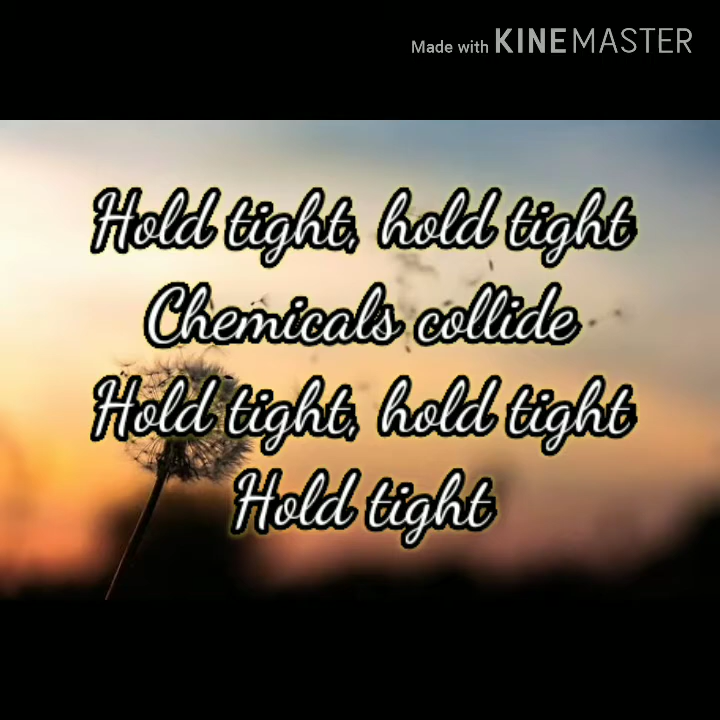 Made with KINEMASTER
Hold tight, hold tight
Chemicals collide
Hold tight, hold tight
Hold tight